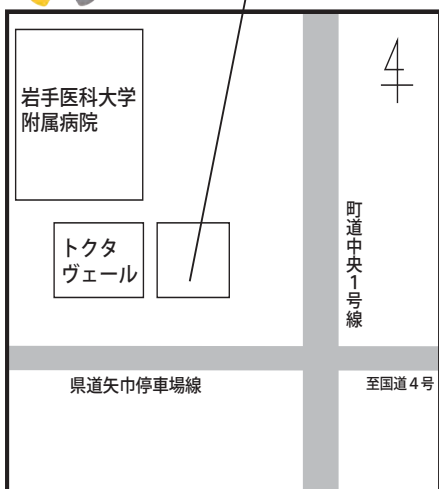 岩手医科大学
附属病院
トクタ
ヴェール
町道中央1号線
県道矢巾停車場線
至国道4号